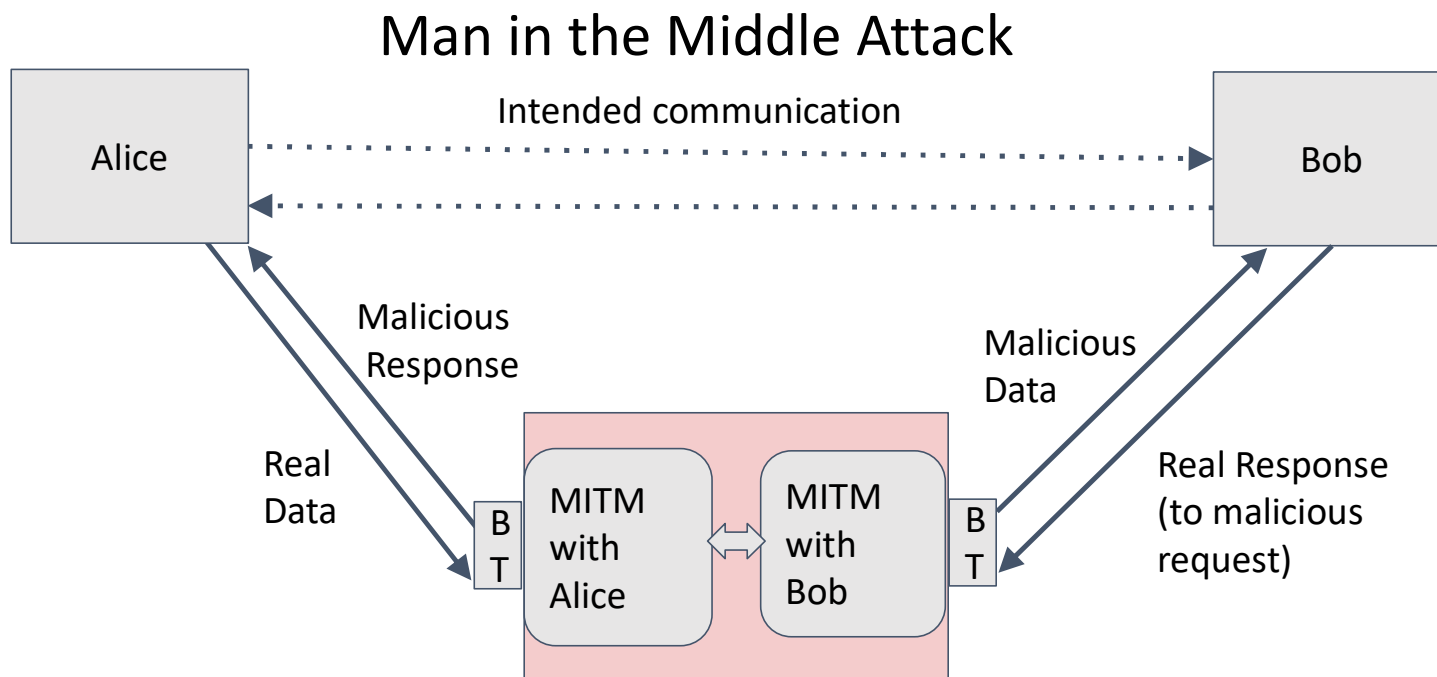 Man in the Middle Attack
Intended communication
Alice
Bob
Malicious
Response
Malicious
Data
Real
Data
Real Response
(to malicious
request)
B
T
MITM
with
Alice
MITM
with
Bob
B
T